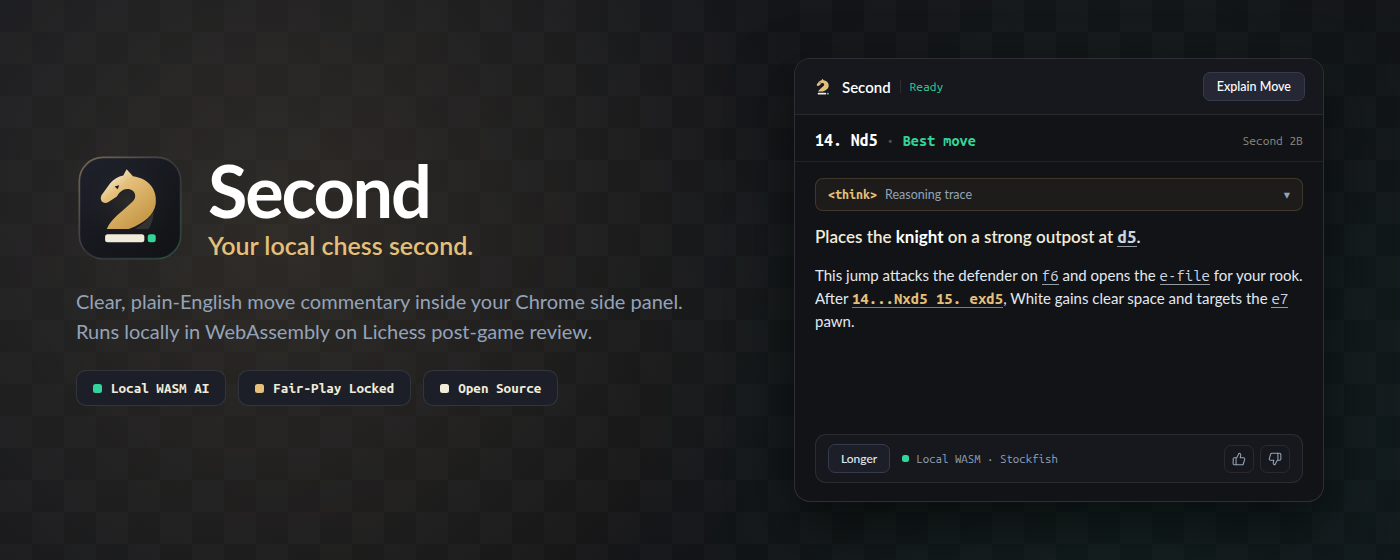 Second
Your local chess second.
Clear, plain-English move commentary inside your Chrome side panel.
Runs locally in WebAssembly on Lichess post-game review.
Local WASM AI
Fair-Play Locked
Open Source
Second
Ready
Explain Move
14. Nd5 · Best move
Second 2B
<think> Reasoning trace
Places the knight on a strong outpost at d5.
This jump attacks the defender on f6 and opens the e-file for your rook.
After 14...Nxd5 15. exd5, White gains clear space and targets the e7
pawn.
Longer
Local WASM · Stockfish